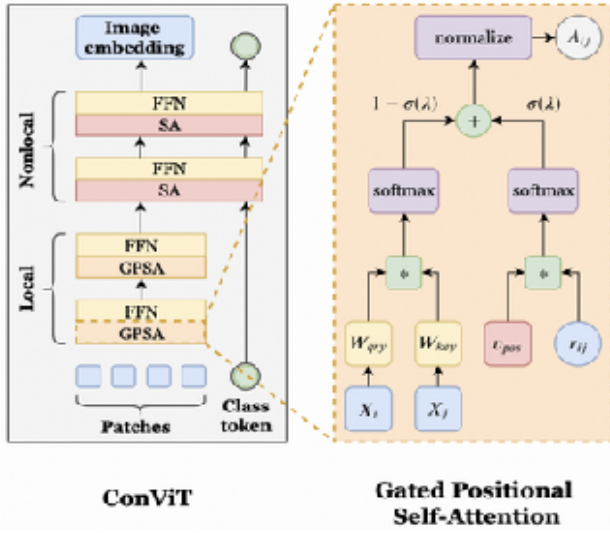 Image
embedding
FFN
SA
FFN
SA
Nonlocal
FFN
GPSA
FFN
GPSA
Local
Patches
Class
token
ConViT
normalize
A_ij
1 − σ(λ)
+
σ(λ)
softmax
softmax
*
*
W_qry
W_key
v_pos
r_ij
X_i
X_j
Gated Positional
Self-Attention